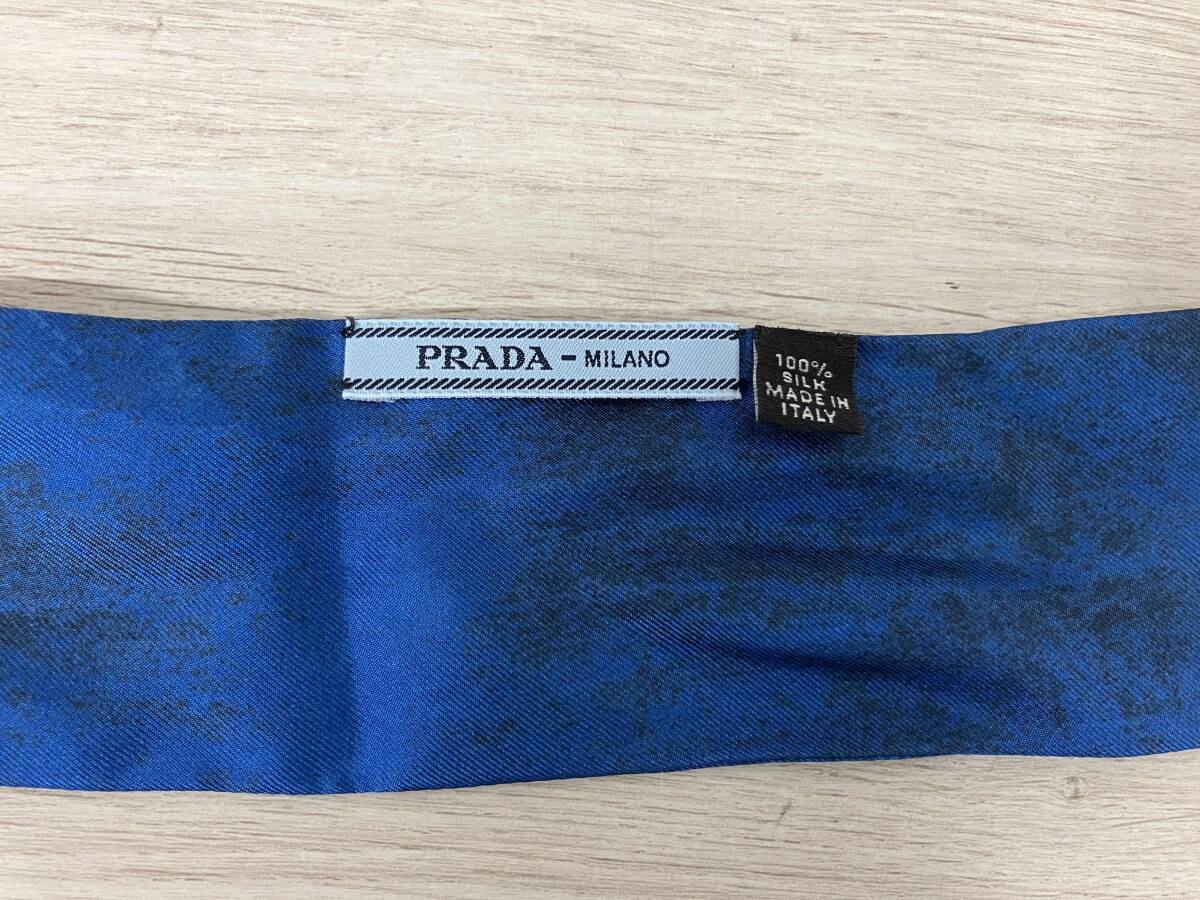 PRADA - MILANO
100%
SILK
MADE IN
ITALY